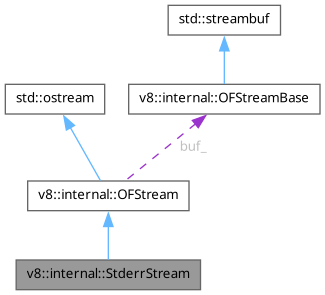 std::streambuf
std::ostream
v8::internal::OFStreamBase
buf_
v8::internal::OFStream
v8::internal::StderrStream